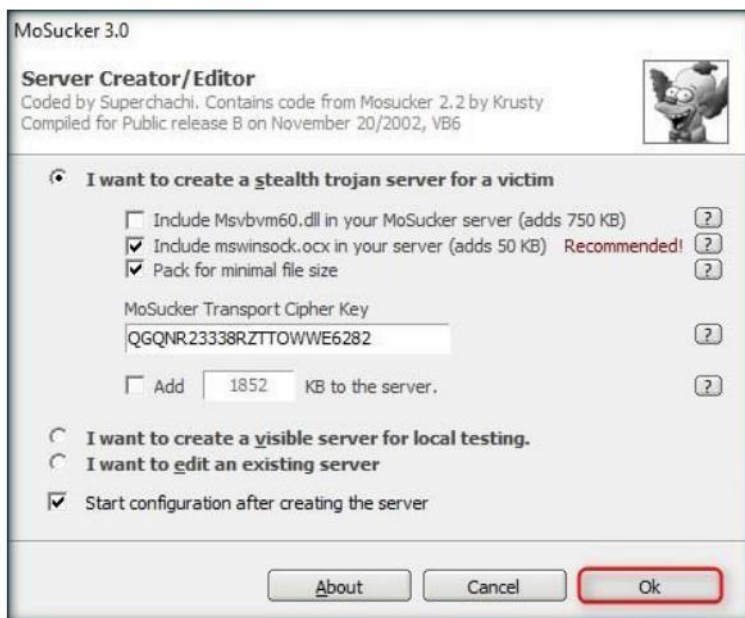 MoSucker 3.0
Server Creator/Editor
Coded by Superchachi. Contains code from Mosucker 2.2 by Krusty
Compiled for Public release B on November 20/2002, VB6
I want to create a stealth trojan server for a victim
Include Msvbvm60.dll in your MoSucker server (adds 750 KB) ?
Include mswinsock.ocx in your server (adds 50 KB) Recommended! ?
Pack for minimal file size ?
MoSucker Transport Cipher Key
QGQNR23338RZTTOWWE6282 ?
Add 1852 KB to the server. ?
I want to create a visible server for local testing.
I want to edit an existing server
Start configuration after creating the server
About Cancel Ok